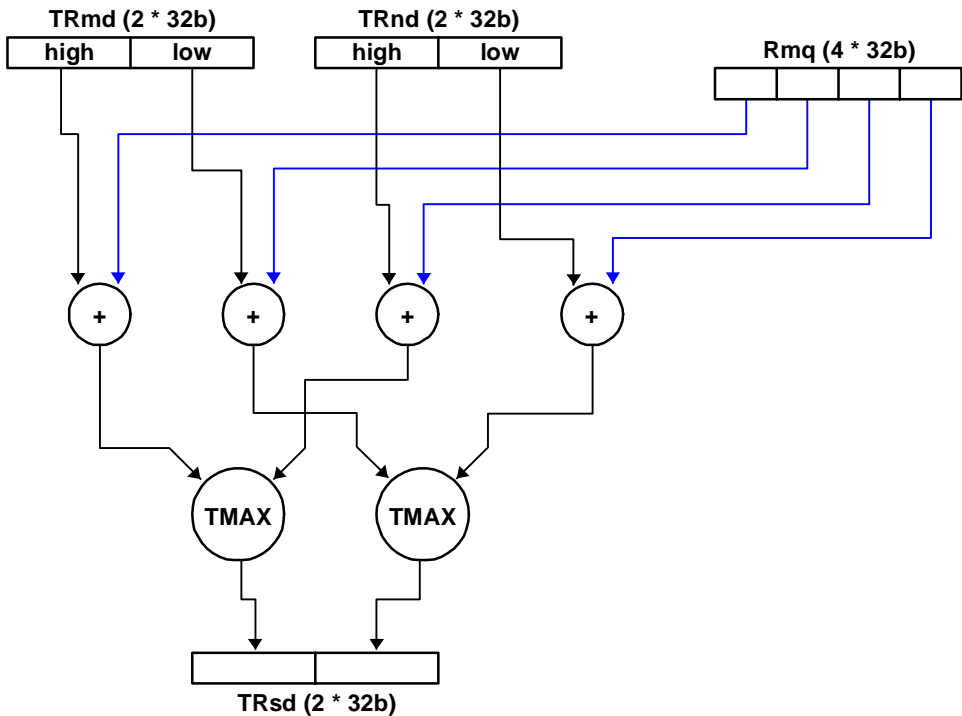 TRmd (2 * 32b) TRnd (2 * 32b)
Rmq (4 * 32b)
high low high low
+ + + +
TMAX TMAX
TRsd (2 * 32b)